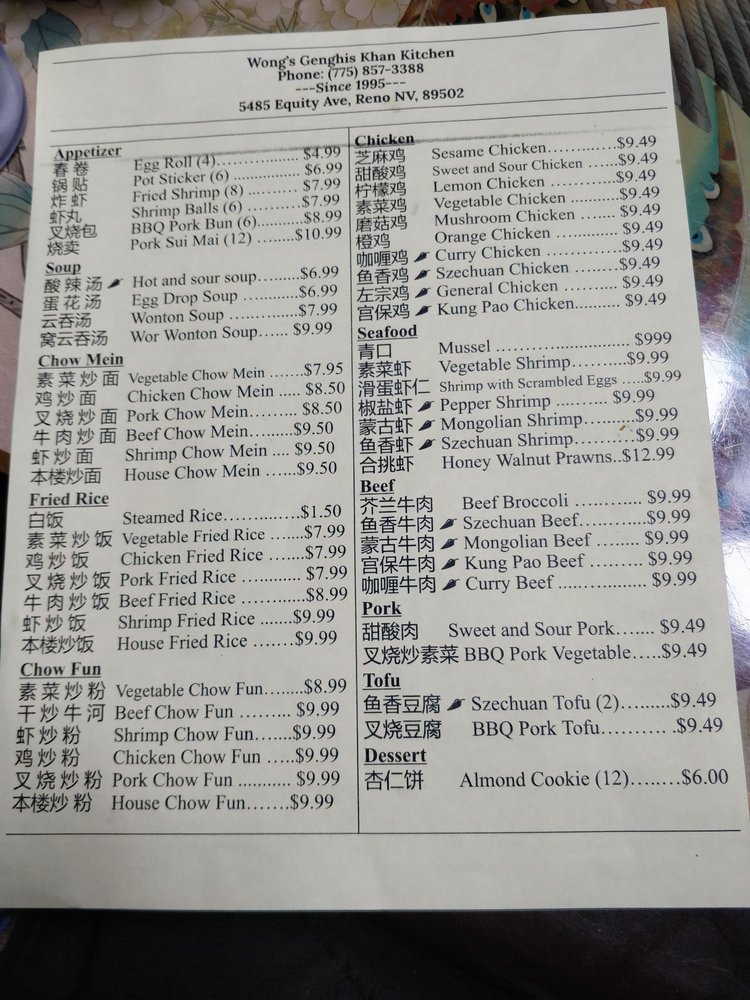 Wong's Genghis Khan Kitchen
Phone: (775) 857-3388
---Since 1995---
5485 Equity Ave, Reno NV, 89502
Appetizer
春卷 Egg Roll (4)................... $4.99
锅贴 Pot Sticker (6) ................ $6.99
炸虾 Fried Shrimp (8) ............ $7.99
虾丸 Shrimp Balls (6) ............$7.99
叉烧包 BBQ Pork Bun (6)..........$8.99
烧卖 Pork Sui Mai (12) ........$10.99
Soup
酸辣汤 Hot and sour soup.........$6.99
蛋花汤 Egg Drop Soup .............$6.99
云吞汤 Wonton Soup ..............$7.99
窝云吞汤 Wor Wonton Soup...... $9.99
Chow Mein
素菜炒面 Vegetable Chow Mein .......$7.95
鸡炒面 Chicken Chow Mein ..... $8.50
叉烧炒面 Pork Chow Mein......... $8.50
牛肉炒面 Beef Chow Mein.........$9.50
虾炒面 Shrimp Chow Mein .... $9.50
本楼炒面 House Chow Mein ......$9.50
Fried Rice
白饭 Steamed Rice..............$1.50
素菜炒饭 Vegetable Fried Rice .......$7.99
鸡炒饭 Chicken Fried Rice .......$7.99
叉烧炒饭 Pork Fried Rice ............ $7.99
牛肉炒饭 Beef Fried Rice ............$8.99
虾炒饭 Shrimp Fried Rice .......$9.99
本楼炒饭 House Fried Rice .......$9.99
Chow Fun
素菜炒粉 Vegetable Chow Fun.......$8.99
干炒牛河 Beef Chow Fun ......... $9.99
虾炒粉 Shrimp Chow Fun.......$9.99
鸡炒粉 Chicken Chow Fun .....$9.99
叉烧炒粉 Pork Chow Fun ........... $9.99
本楼炒粉 House Chow Fun.......$9.99
Chicken
芝麻鸡 Sesame Chicken..............$9.49
甜酸鸡 Sweet and Sour Chicken .......$9.49
柠檬鸡 Lemon Chicken .............$9.49
素菜鸡 Vegetable Chicken ...........$9.49
磨菇鸡 Mushroom Chicken .........$9.49
橙鸡 Orange Chicken ............. $9.49
咖喱鸡 Curry Chicken .............$9.49
鱼香鸡 Szechuan Chicken .........$9.49
左宗鸡 General Chicken ...........$9.49
宫保鸡 Kung Pao Chicken..........$9.49
Seafood
青口 Mussel ....................... $999
素菜虾 Vegetable Shrimp..........$9.99
滑蛋虾仁 Shrimp with Scrambled Eggs .....$9.99
椒盐虾 Pepper Shrimp .......... $9.99
蒙古虾 Mongolian Shrimp..........$9.99
鱼香虾 Szechuan Shrimp...........$9.99
合挑虾 Honey Walnut Prawns..$12.99
Beef
芥兰牛肉 Beef Broccoli ............ $9.99
鱼香牛肉 Szechuan Beef............$9.99
蒙古牛肉 Mongolian Beef ........ $9.99
宫保牛肉 Kung Pao Beef ......... $9.99
咖喱牛肉 Curry Beef ................$9.99
Pork
甜酸肉 Sweet and Sour Pork....... $9.49
叉烧炒素菜 BBQ Pork Vegetable.....$9.49
Tofu
鱼香豆腐 Szechuan Tofu (2).........$9.49
叉烧豆腐 BBQ Pork Tofu......... .$9.49
Dessert
杏仁饼 Almond Cookie (12)........$6.00